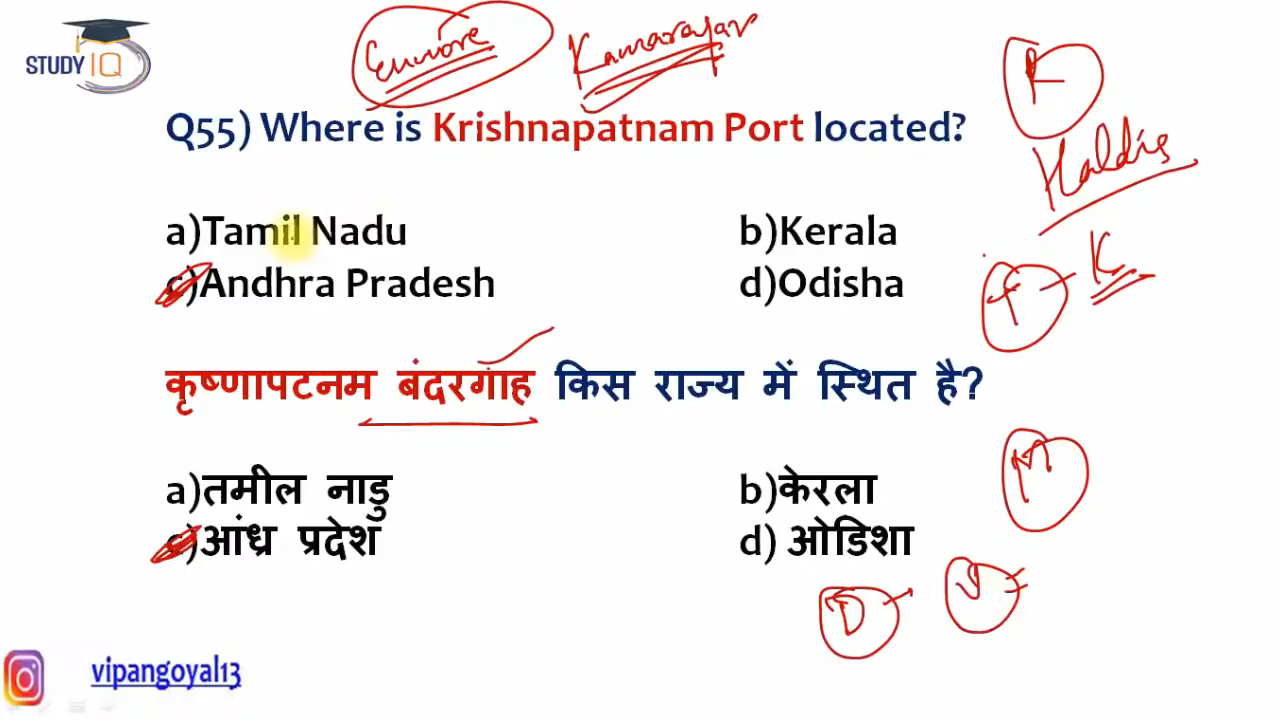 Ennore Kamarajar
STUDY IQ
K
Q55) Where is Krishnapatnam Port located?
Haldia
a)Tamil Nadu b)Kerala
K
c)Andhra Pradesh d)Odisha
कृष्णापटनम बंदरगाह किस राज्य में स्थित है?
M
a)तमील नाडु b)केरला
c)आंध्र प्रदेश d) ओडिशा
D
vipangoyal13